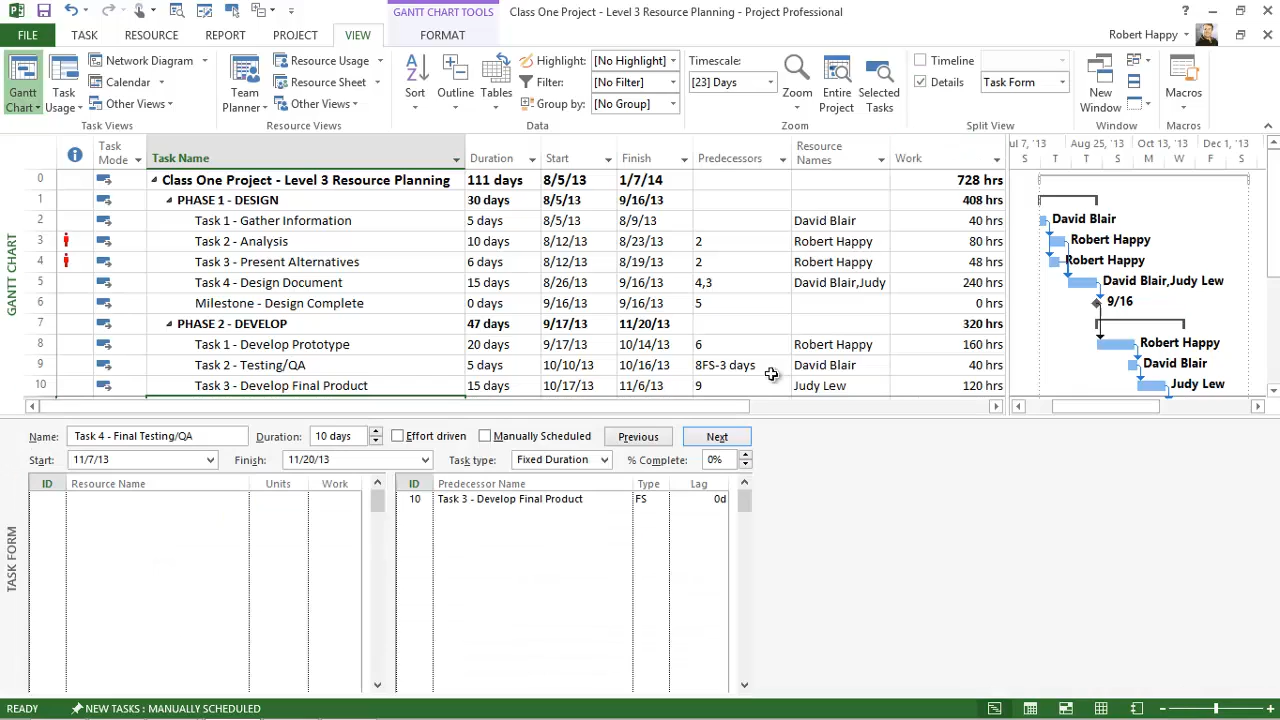 GANTT CHART TOOLS
Class One Project - Level 3 Resource Planning - Project Professional
?
FILE TASK RESOURCE REPORT PROJECT VIEW FORMAT Robert Happy
Gantt Chart
Task Usage
Network Diagram
Calendar
Other Views
Task Views
Team Planner
Resource Usage
Resource Sheet
Other Views
Resource Views
Sort
Outline
Tables
Highlight: [No Highlight]
Filter: [No Filter]
Group by: [No Group]
Data
Timescale:
[23] Days
Zoom
Entire Project
Selected Tasks
Zoom
Timeline
Details Task Form
Split View
New Window
Window
Macros
Macros
Task Mode Task Name Duration Start Finish Predecessors Resource Names Work
ul 7, '13 Aug 25, '13 Oct 13, '13 Dec 1, '13
S T T S M W F S
0 Class One Project - Level 3 Resource Planning 111 days 8/5/13 1/7/14 728 hrs
1 PHASE 1 - DESIGN 30 days 8/5/13 9/16/13 408 hrs
2 Task 1 - Gather Information 5 days 8/5/13 8/9/13 David Blair 40 hrs David Blair
3 Task 2 - Analysis 10 days 8/12/13 8/23/13 2 Robert Happy 80 hrs Robert Happy
4 Task 3 - Present Alternatives 6 days 8/12/13 8/19/13 2 Robert Happy 48 hrs Robert Happy
5 Task 4 - Design Document 15 days 8/26/13 9/16/13 4,3 David Blair,Judy 240 hrs David Blair,Judy Lew
6 Milestone - Design Complete 0 days 9/16/13 9/16/13 5 0 hrs 9/16
7 PHASE 2 - DEVELOP 47 days 9/17/13 11/20/13 320 hrs
8 Task 1 - Develop Prototype 20 days 9/17/13 10/14/13 6 Robert Happy 160 hrs Robert Happy
9 Task 2 - Testing/QA 5 days 10/10/13 10/16/13 8FS-3 days David Blair 40 hrs David Blair
10 Task 3 - Develop Final Product 15 days 10/17/13 11/6/13 9 Judy Lew 120 hrs Judy Lew
GANTT CHART
Name: Task 4 - Final Testing/QA Duration: 10 days Effort driven Manually Scheduled Previous Next
Start: 11/7/13 Finish: 11/20/13 Task type: Fixed Duration % Complete: 0%
ID Resource Name Units Work ID Predecessor Name Type Lag
10 Task 3 - Develop Final Product FS 0d
TASK FORM
READY NEW TASKS : MANUALLY SCHEDULED